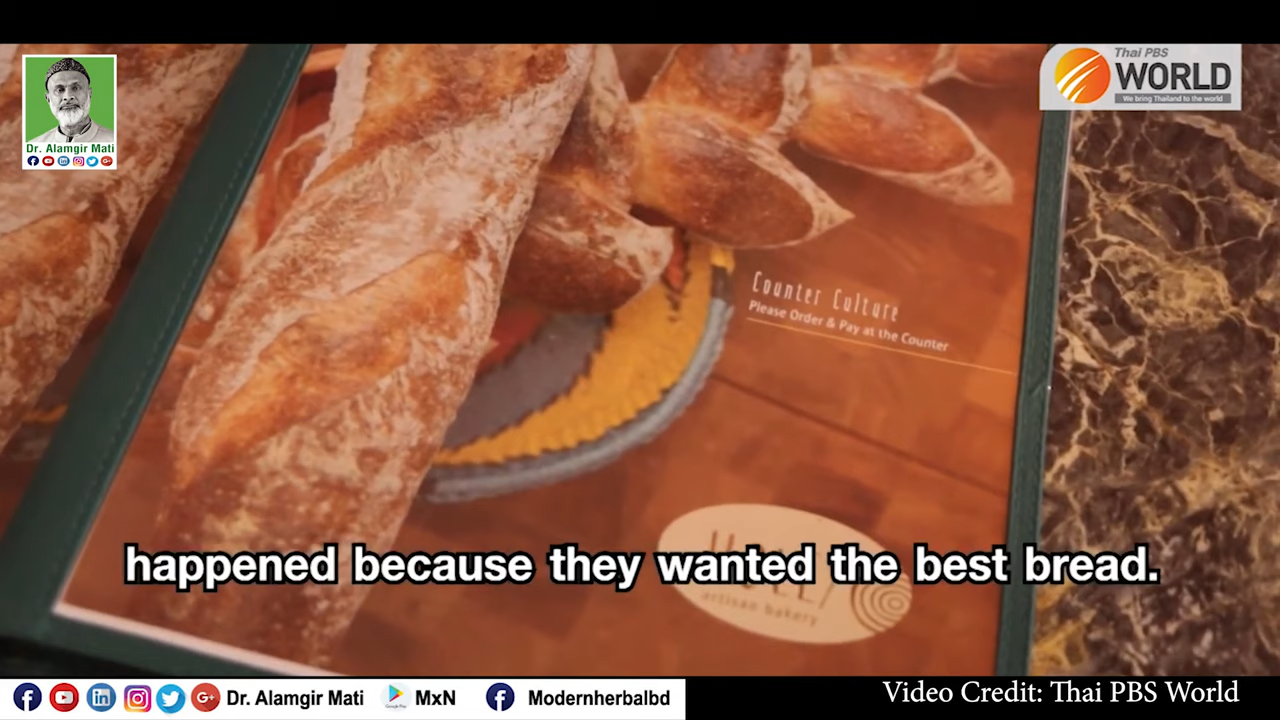 Dr. Alamgir Mati
Thai PBS
WORLD
We bring Thailand to the world
Counter Culture
Please Order & Pay at the Counter
artisan bakery
happened because they wanted the best bread.
Dr. Alamgir Mati
Google Play
MxN
Modernherbalbd
Video Credit: Thai PBS World